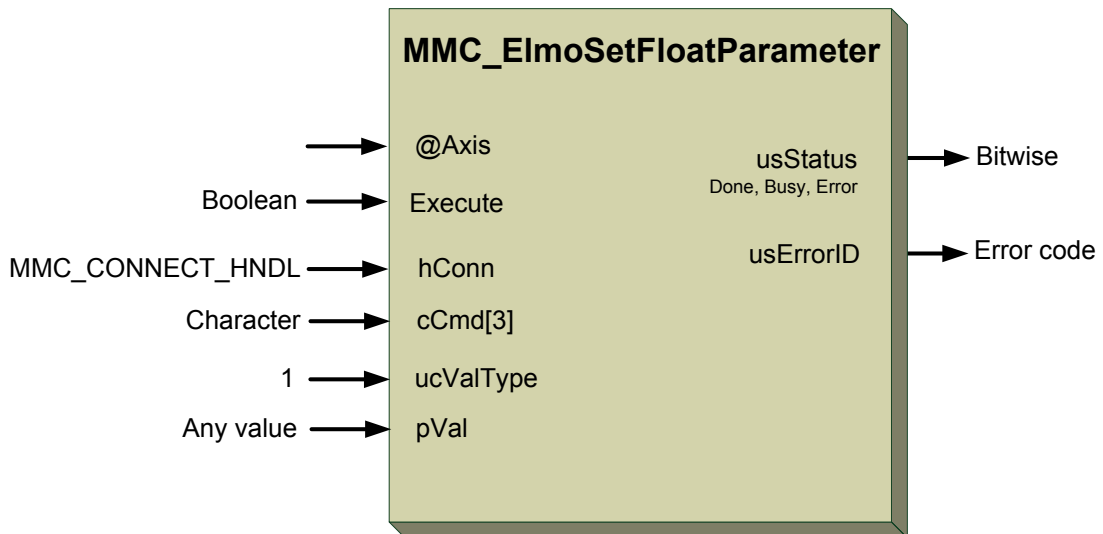 MMC_ElmoSetFloatParameter
@Axis
Boolean
Execute
MMC_CONNECT_HNDL
hConn
Character
cCmd[3]
1
ucValType
Any value
pVal
usStatus
Done, Busy, Error
Bitwise
usErrorID
Error code